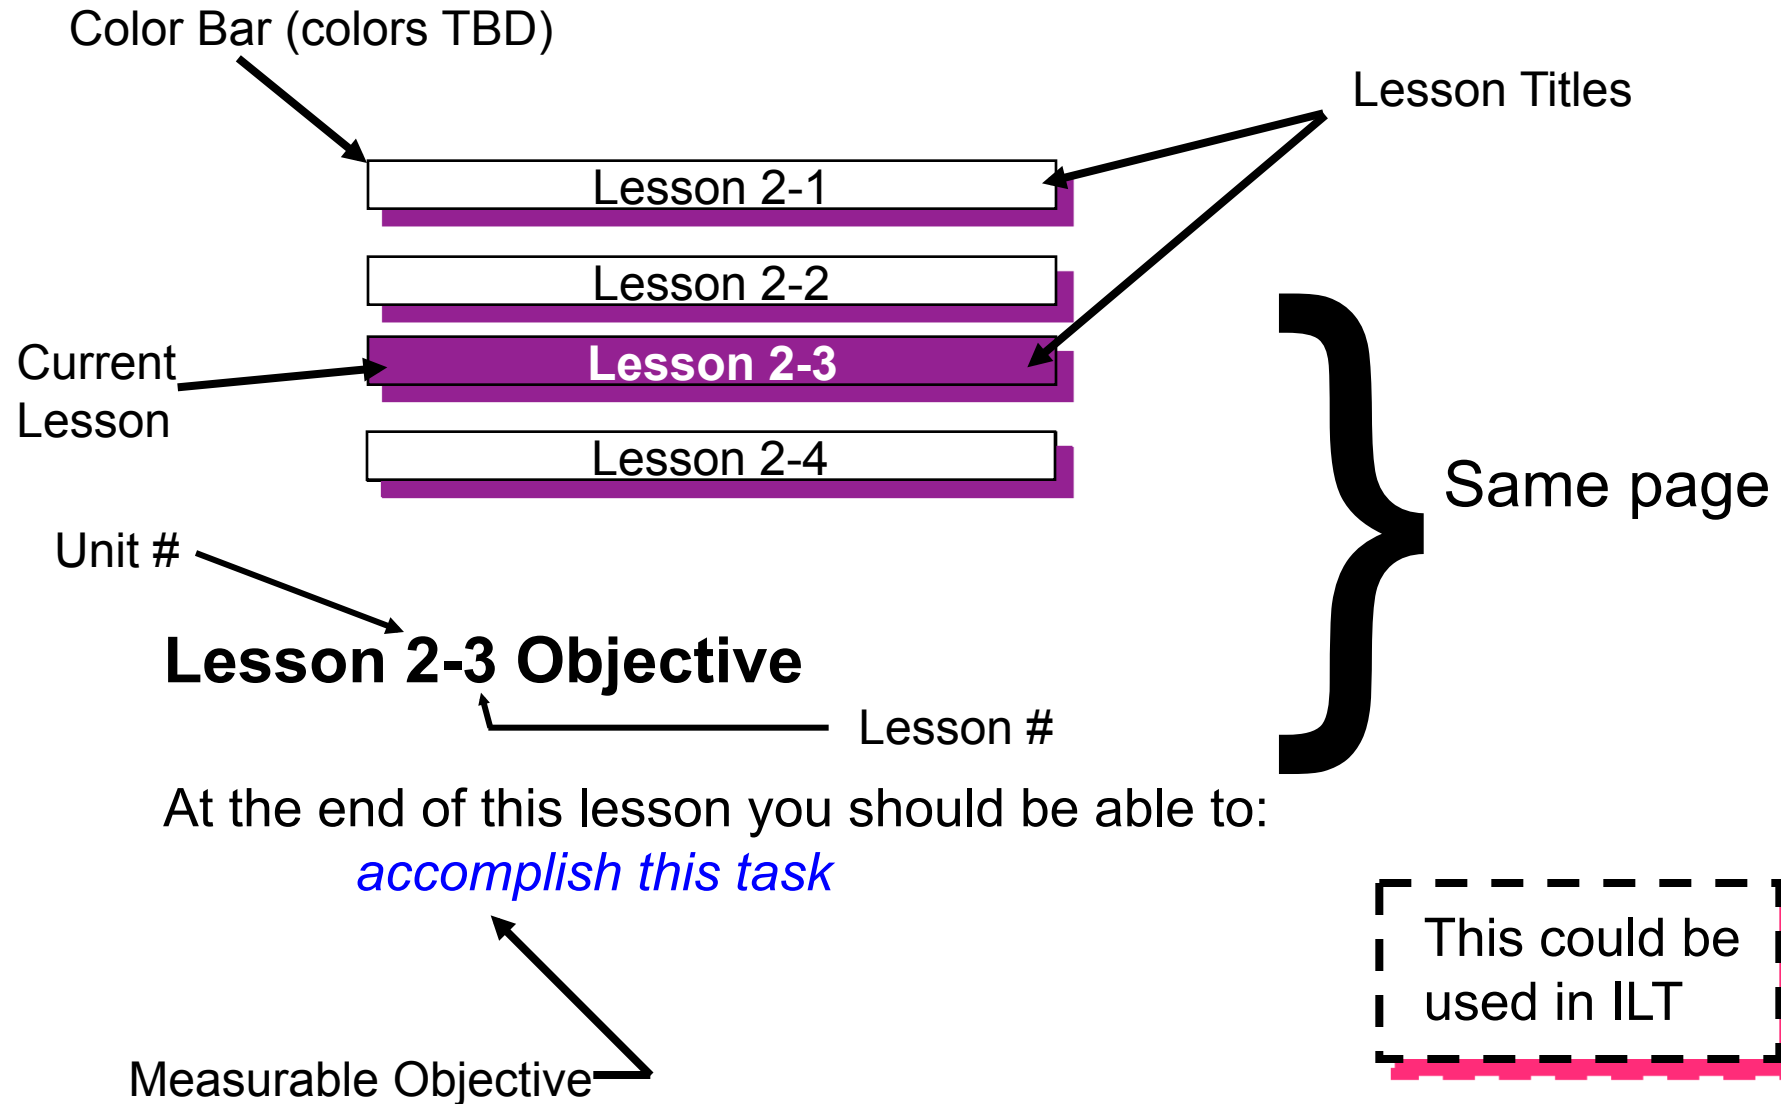 Color Bar (colors TBD)
Lesson Titles
Lesson 2-1
Lesson 2-2
Current
Lesson
Lesson 2-3
Lesson 2-4
Same page
Unit #
Lesson 2-3 Objective
Lesson #
At the end of this lesson you should be able to:
accomplish this task
This could be
used in ILT
Measurable Objective